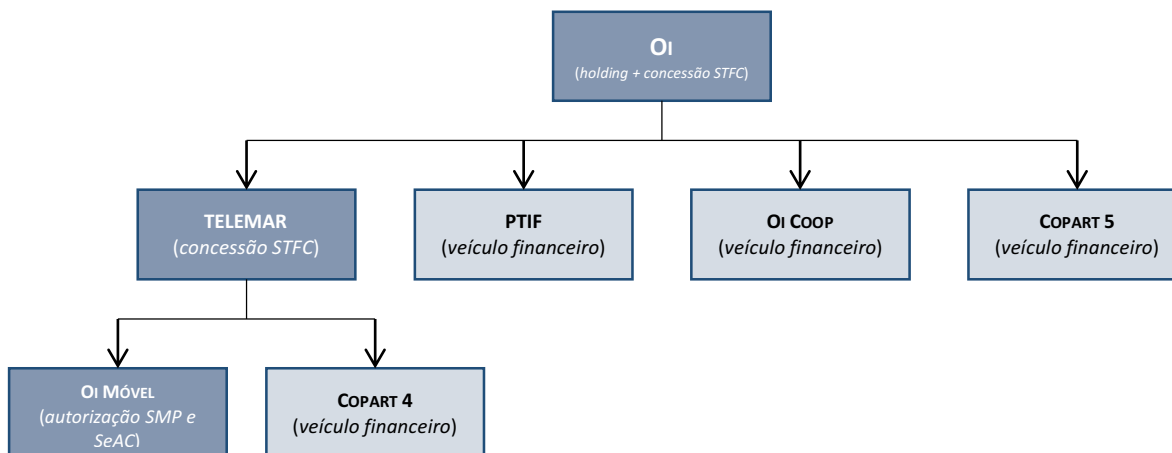 OI
(holding + concessão STFC)
TELEMAR
(concessão STFC)
PTIF
(veículo financeiro)
OI COOP
(veículo financeiro)
COPART 5
(veículo financeiro)
OI MÓVEL
(autorização SMP e
SeAC)
COPART 4
(veículo financeiro)